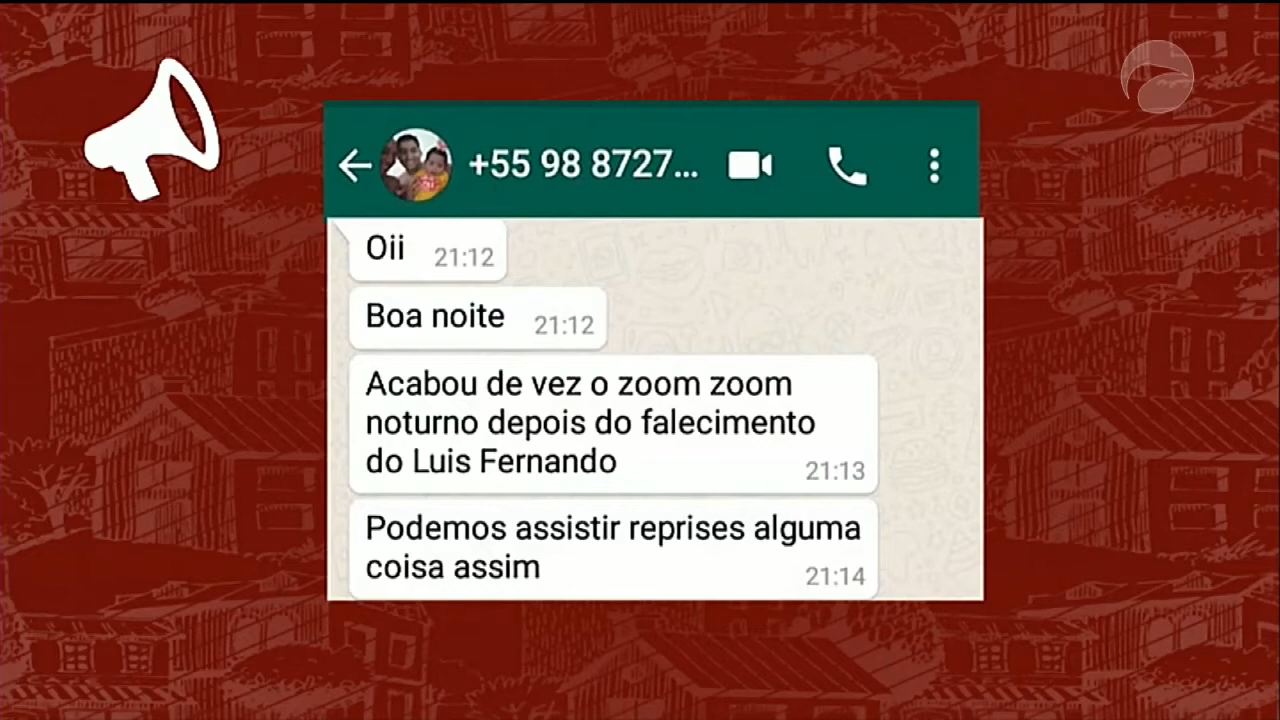 +55 98 8727...
Oii 21:12
Boa noite 21:12
Acabou de vez o zoom zoom
noturno depois do falecimento
do Luis Fernando 21:13
Podemos assistir reprises alguma
coisa assim 21:14